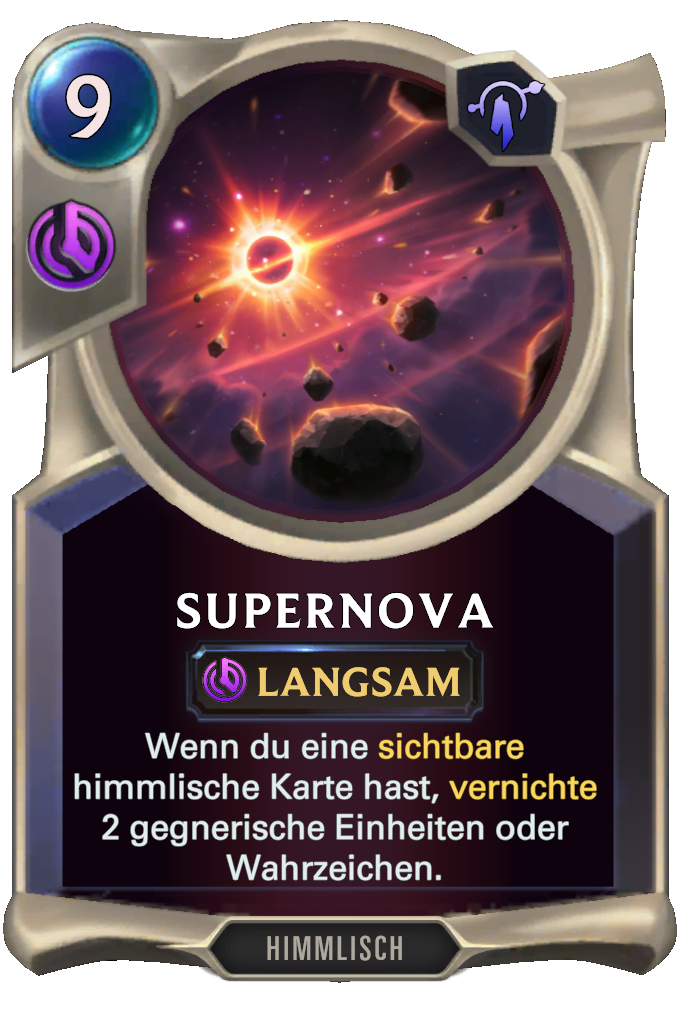 9
SUPERNOVA
LANGSAM
Wenn du eine sichtbare
himmlische Karte hast, vernichte
2 gegnerische Einheiten oder
Wahrzeichen.
HIMMLISCH